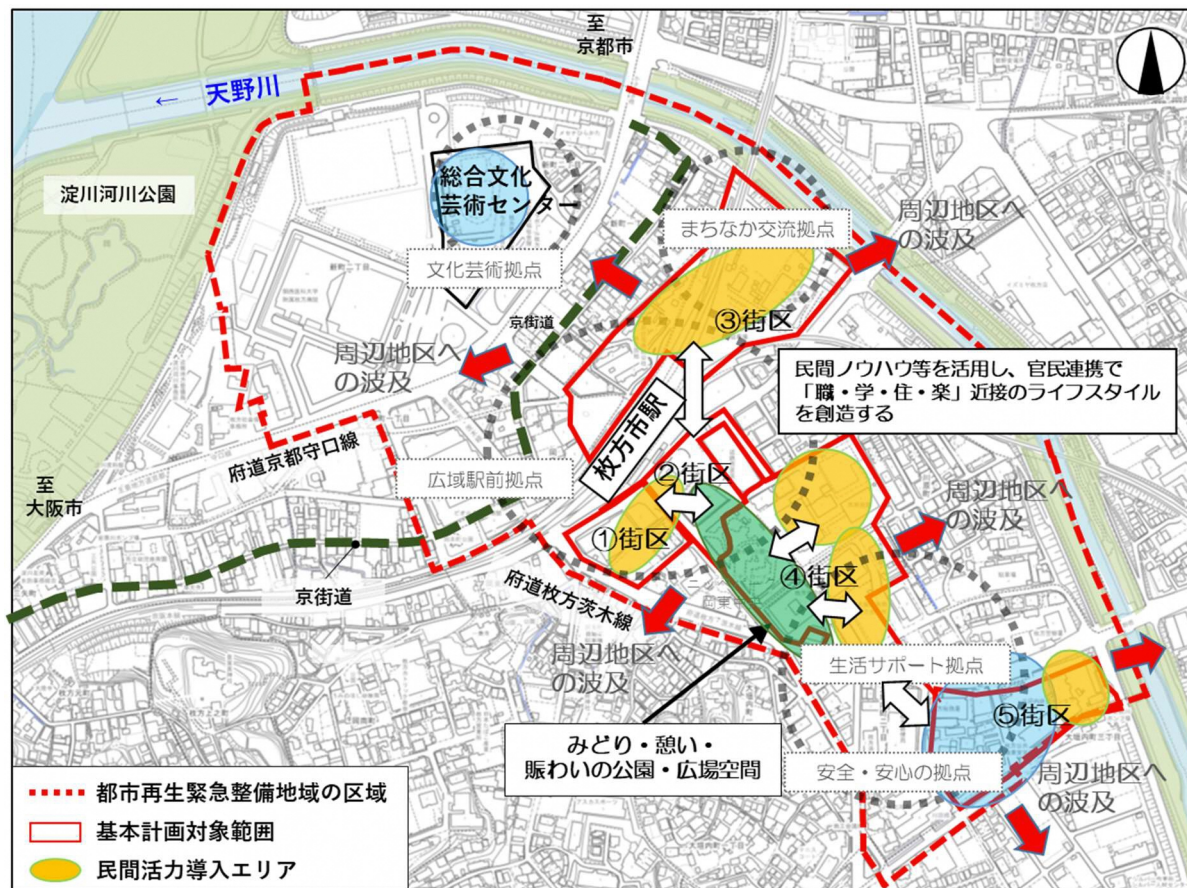 至
京都市
← 天野川
淀川河川公園
総合文化
芸術センター
文化芸術拠点
まちなか交流拠点
周辺地区へ
の波及
京街道
③街区
周辺地区へ
の波及
民間ノウハウ等を活用し、官民連携で
「職・学・住・楽」近接のライフスタイル
を創造する
枚方市駅
府道京都守口線
至
大阪市
広域駅前拠点
②街区
①街区
周辺地区へ
の波及
④街区
京街道
府道枚方茨木線
周辺地区へ
の波及
生活サポート拠点
⑤街区
みどり・憩い・
賑わいの公園・広場空間
安全・安心の拠点
周辺地区へ
の波及
都市再生緊急整備地域の区域
基本計画対象範囲
民間活力導入エリア